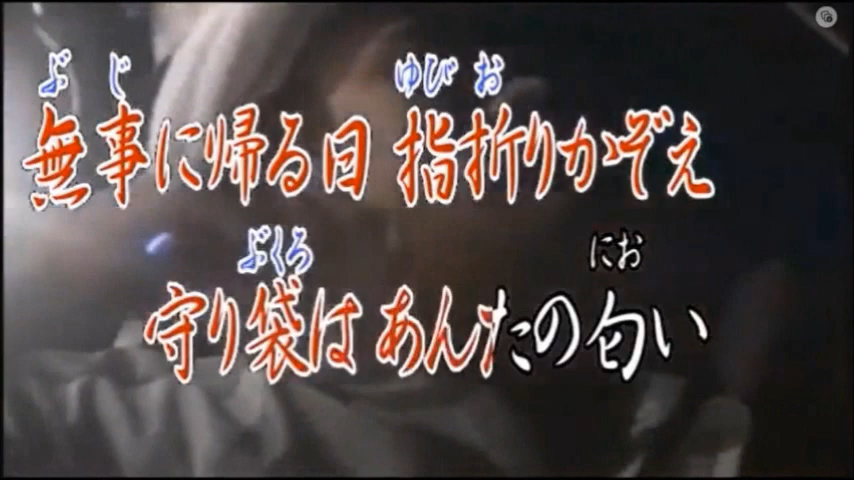 ぶじ ゆびお
無事に帰る日 指折りかぞえ
ぶくろ にお
守り袋は あんたの匂い